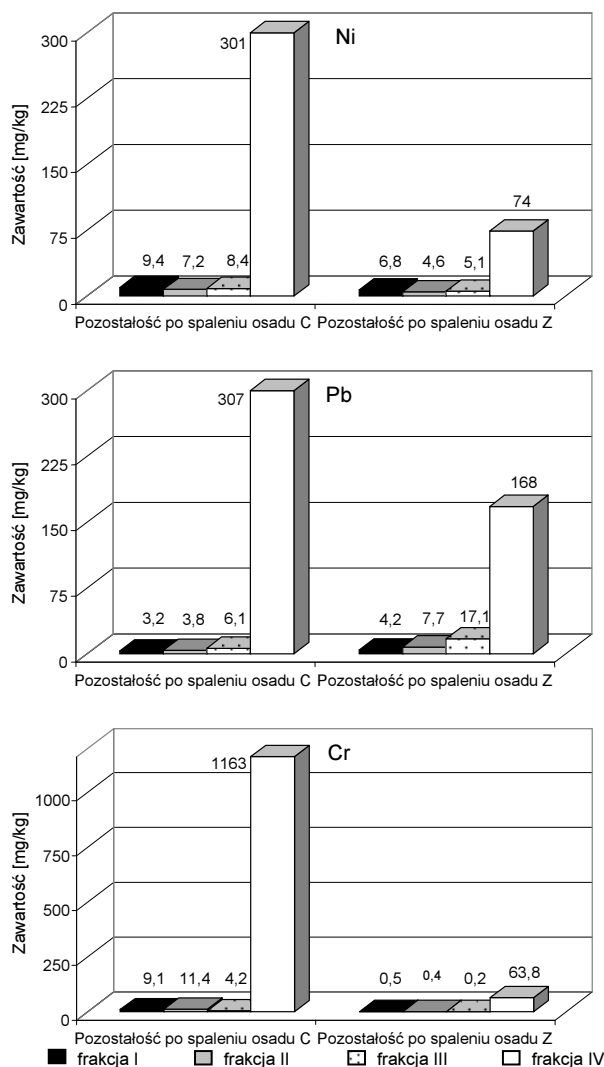 Ni
Zawartość [mg/kg]
300
225
150
75
0
9,4 7,2 8,4 301 6,8 4,6 5,1 74
Pozostałość po spaleniu osadu C Pozostałość po spaleniu osadu Z
Pb
Zawartość [mg/kg]
300
225
150
75
0
3,2 3,8 6,1 307 4,2 7,7 17,1 168
Pozostałość po spaleniu osadu C Pozostałość po spaleniu osadu Z
Cr
Zawartość [mg/kg]
1000
750
500
250
0
9,1 11,4 4,2 1163 0,5 0,4 0,2 63,8
Pozostałość po spaleniu osadu C Pozostałość po spaleniu osadu Z
frakcja I frakcja II frakcja III frakcja IV